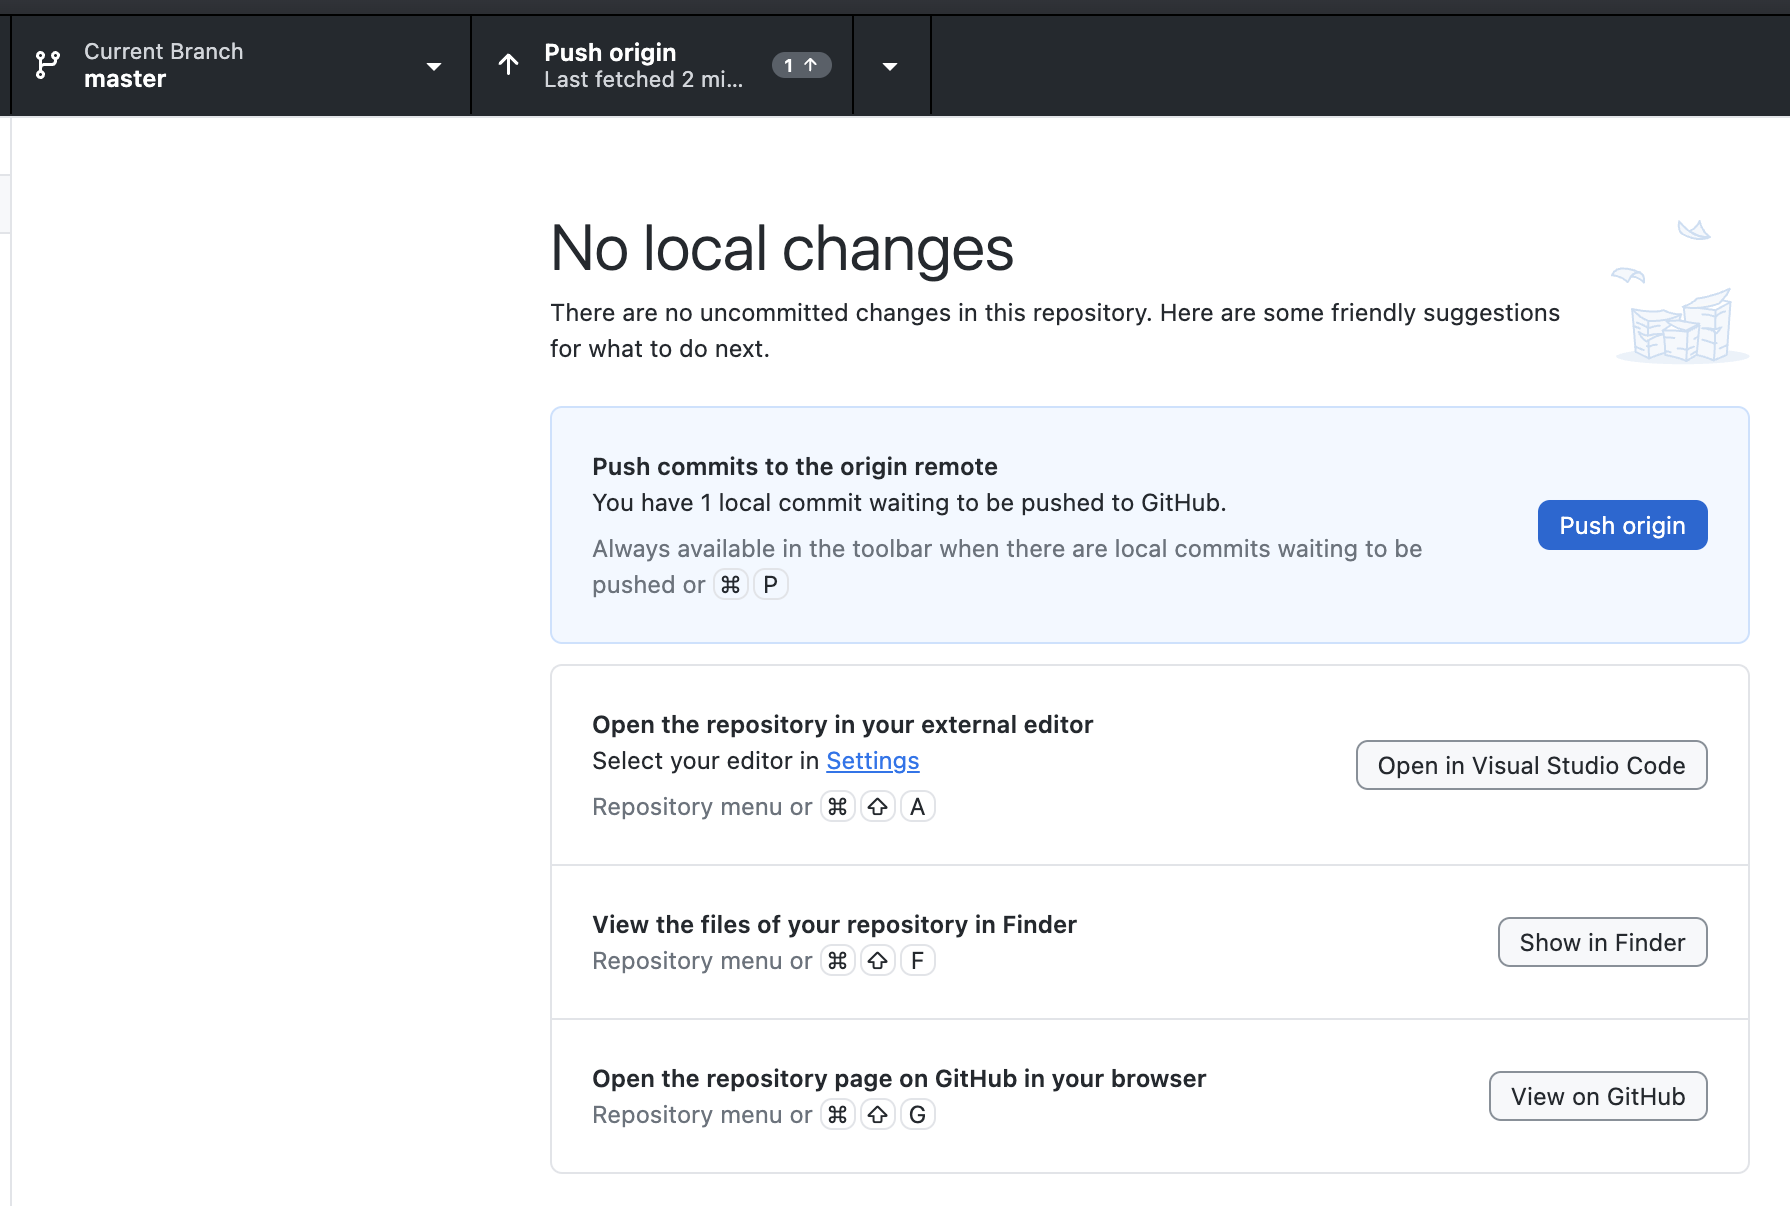 Current Branch
master
Push origin
Last fetched 2 mi...
1 ↑
No local changes
There are no uncommitted changes in this repository. Here are some friendly suggestions
for what to do next.
Push commits to the origin remote
You have 1 local commit waiting to be pushed to GitHub.
Always available in the toolbar when there are local commits waiting to be
pushed or ⌘ P
Push origin
Open the repository in your external editor
Select your editor in Settings
Repository menu or ⌘ ⇧ A
Open in Visual Studio Code
View the files of your repository in Finder
Repository menu or ⌘ ⇧ F
Show in Finder
Open the repository page on GitHub in your browser
Repository menu or ⌘ ⇧ G
View on GitHub